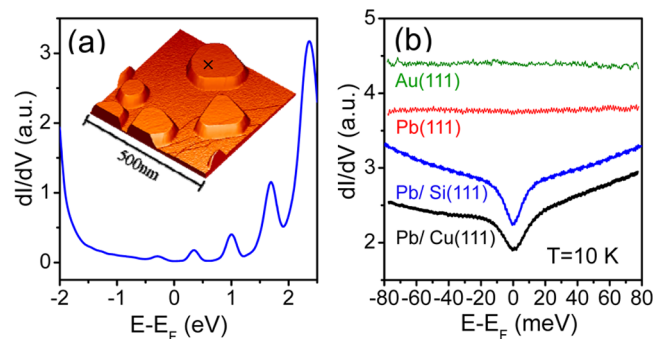 (a)
500nm
dI/dV (a.u.)
3
2
1
0
-2
-1
0
1
2
E-E_F (eV)
(b)
Au(111)
Pb(111)
Pb/ Si(111)
Pb/ Cu(111)
T=10 K
dI/dV (a.u.)
5
4
3
2
-80
-60
-40
-20
0
20
40
60
80
E-E_F (meV)